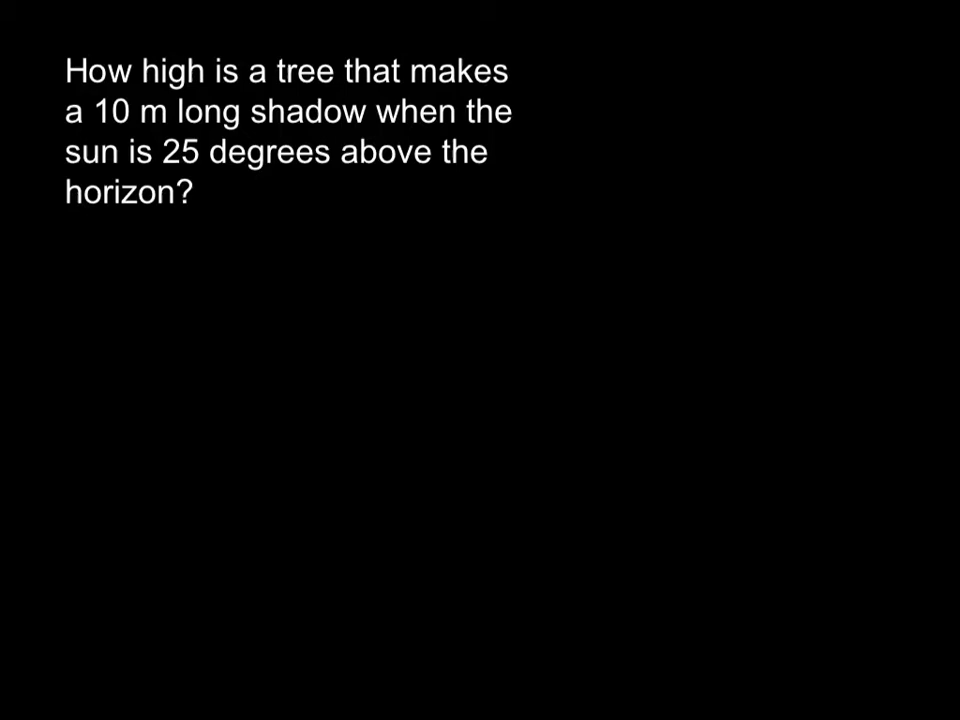 How high is a tree that makes
a 10 m long shadow when the
sun is 25 degrees above the
horizon?